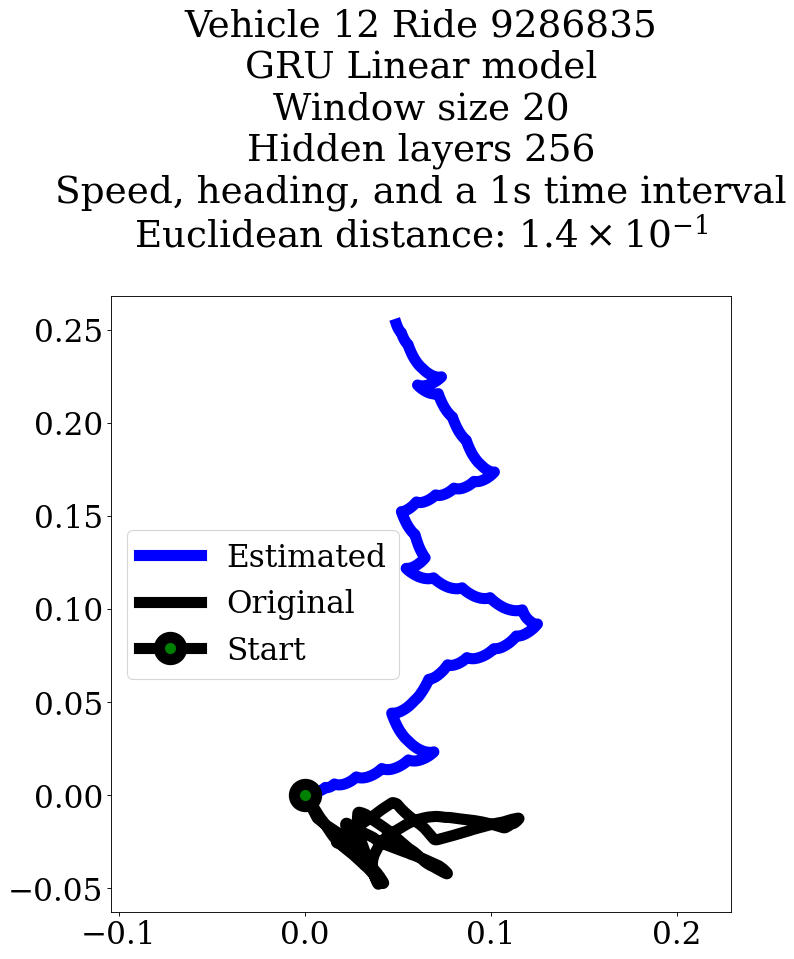 Vehicle 12 Ride 9286835
GRU Linear model
Window size 20
Hidden layers 256
Speed, heading, and a 1s time interval
Euclidean distance: 1.4 × 10⁻¹
0.25
0.20
0.15
0.10
0.05
0.00
−0.05
Estimated
Original
Start
−0.1
0.0
0.1
0.2